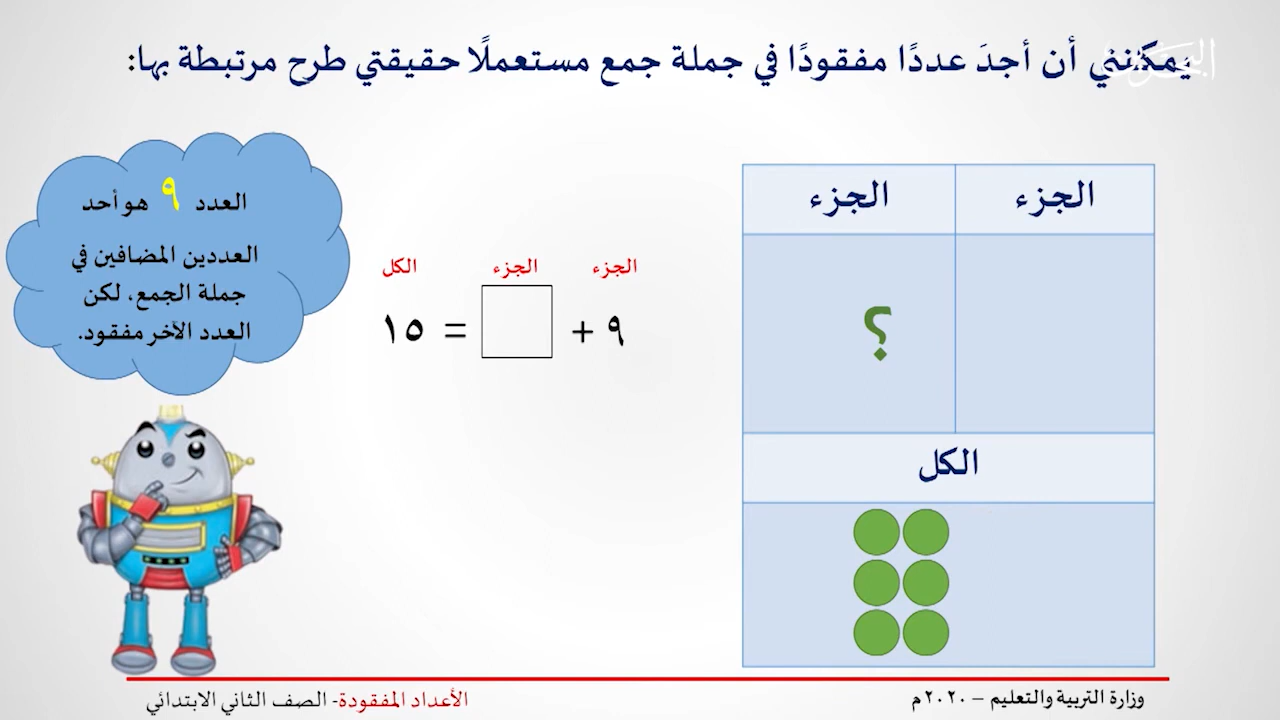 يمكنني أن أجدَ عددًا مفقودًا في جملة جمع مستعملًا حقيقتي طرح مرتبطة بها:
الجزء الجزء
؟
الكل
الجزء الجزء الكل
٩ + = ١٥
العدد ٩ هو أحد
العددين المضافين في
جملة الجمع، لكن
العدد الآخر مفقود.
وزارة التربية والتعليم – ٢٠٢٠م
الأعداد المفقودة- الصف الثاني الابتدائي